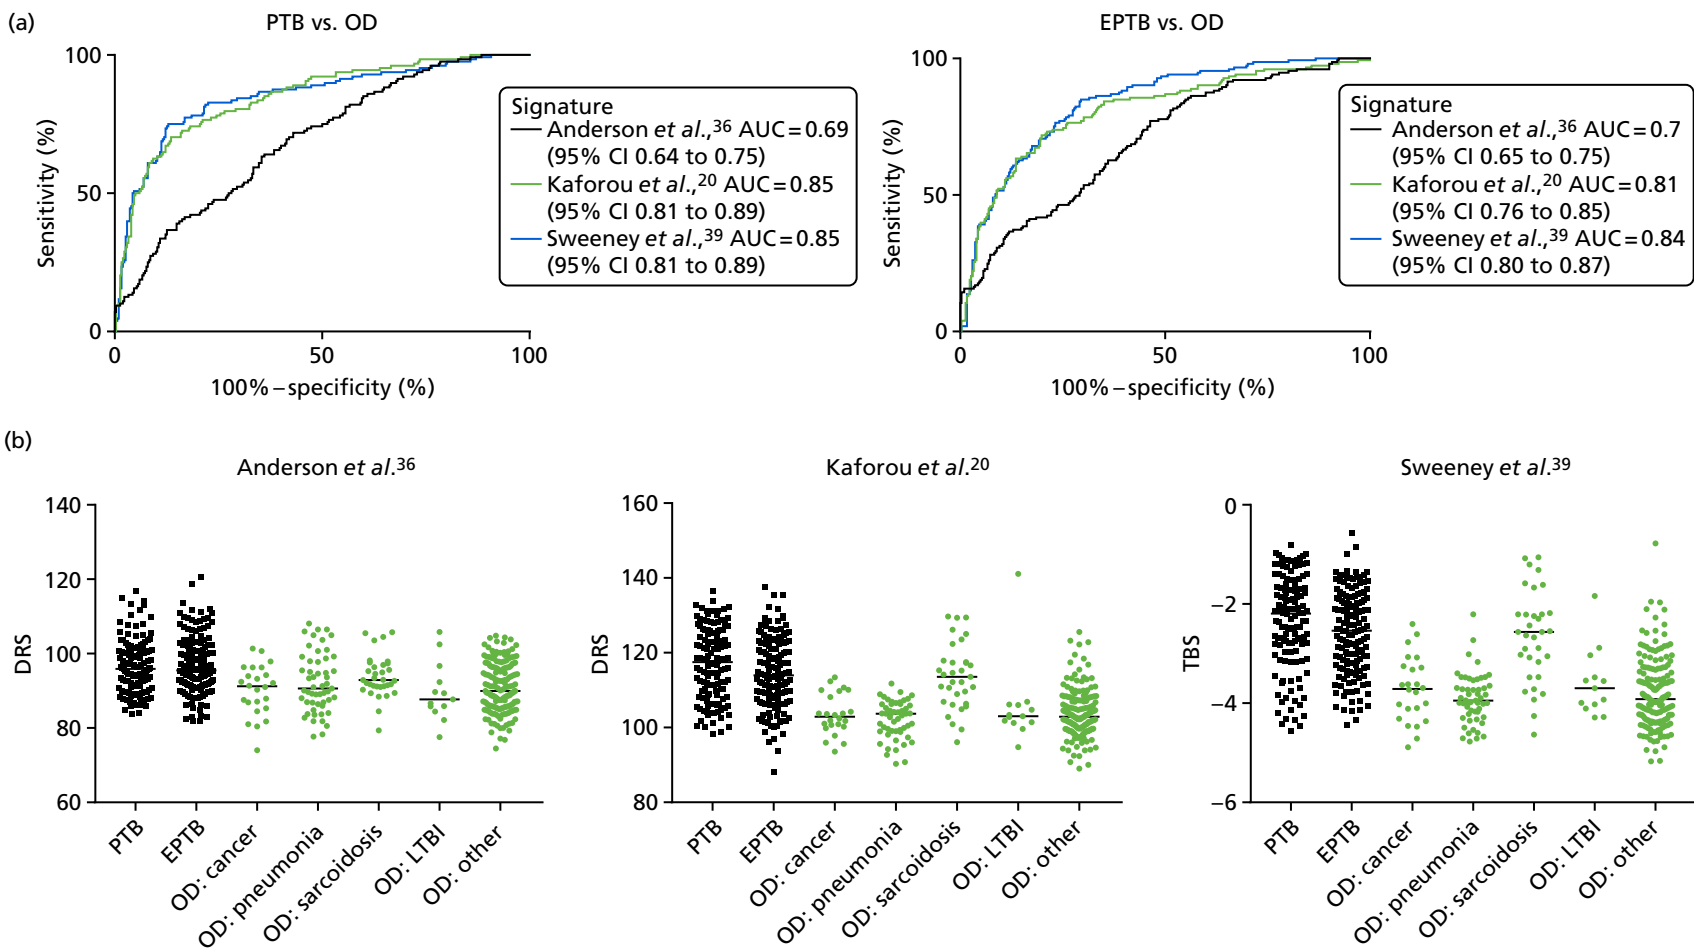 (a)
PTB vs. OD
100
50
0
0
50
100
Sensitivity (%)
100% – specificity (%)
Signature
Anderson et al.,36 AUC = 0.69
(95% CI 0.64 to 0.75)
Kaforou et al.,20 AUC = 0.85
(95% CI 0.81 to 0.89)
Sweeney et al.,39 AUC = 0.85
(95% CI 0.81 to 0.89)
EPTB vs. OD
100
50
0
0
50
100
Sensitivity (%)
100% – specificity (%)
Signature
Anderson et al.,36 AUC = 0.7
(95% CI 0.65 to 0.75)
Kaforou et al.,20 AUC = 0.81
(95% CI 0.76 to 0.85)
Sweeney et al.,39 AUC = 0.84
(95% CI 0.80 to 0.87)
(b)
Anderson et al.36
140
120
100
80
60
DRS
PTB
EPTB
OD: cancer
OD: pneumonia
OD: sarcoidosis
OD: LTBI
OD: other
Kaforou et al.20
160
140
120
100
80
DRS
PTB
EPTB
OD: cancer
OD: pneumonia
OD: sarcoidosis
OD: LTBI
OD: other
Sweeney et al.39
0
–2
–4
–6
TBS
PTB
EPTB
OD: cancer
OD: pneumonia
OD: sarcoidosis
OD: LTBI
OD: other